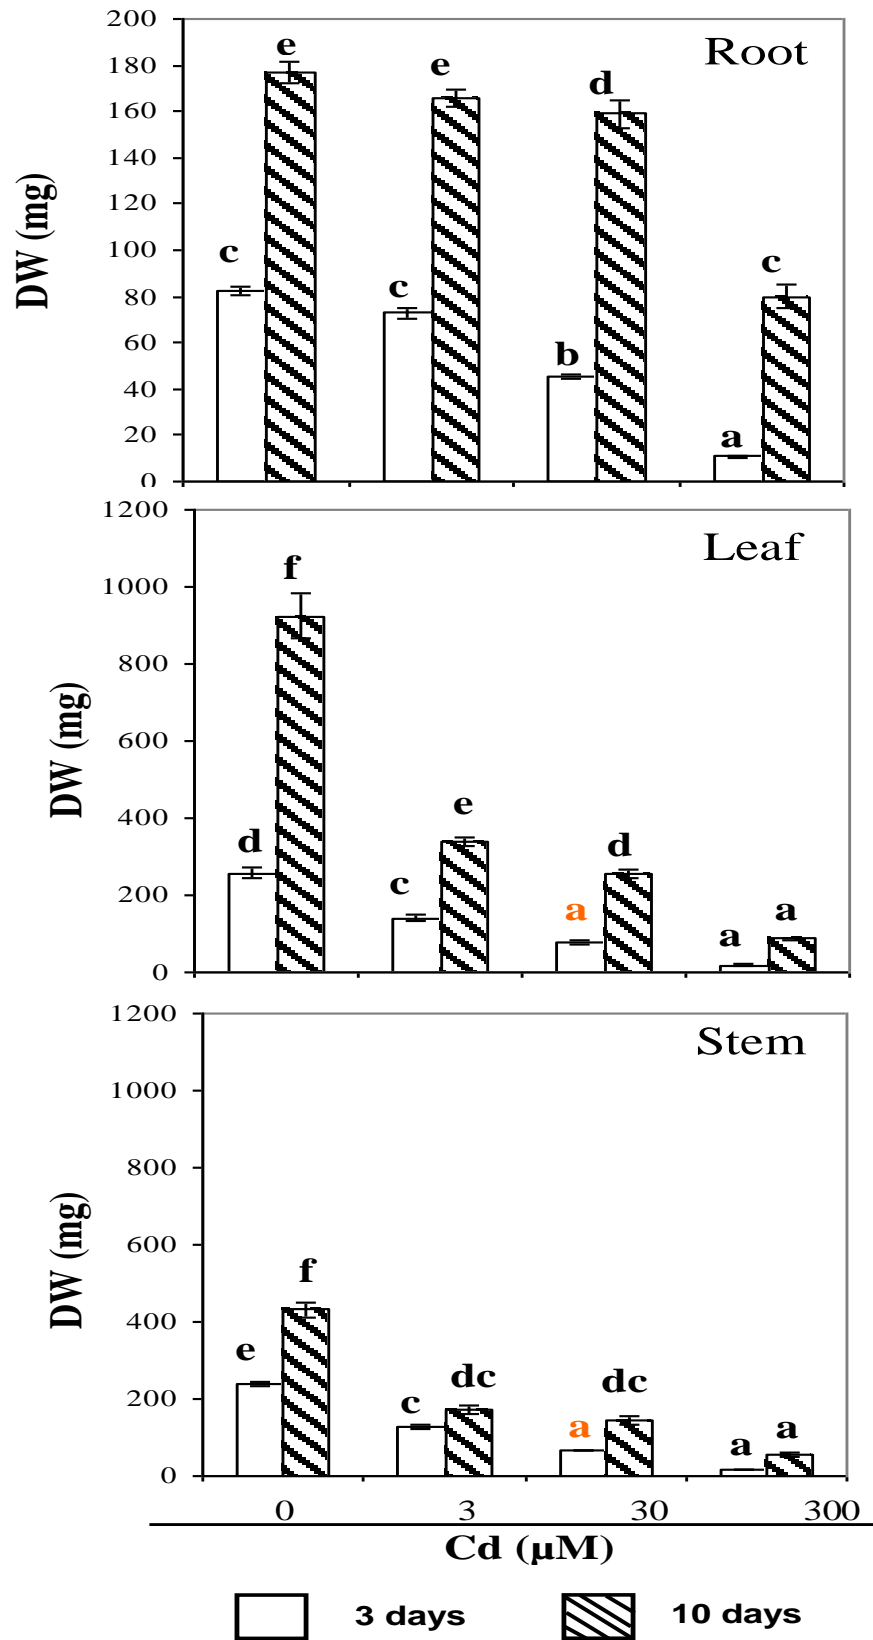 Root
DW (mg)
200
180
160
140
120
100
80
60
40
20
0
e
e
d
c
c
c
b
a
Leaf
DW (mg)
1200
1000
800
600
400
200
0
f
e
d
d
c
a
a
a
Stem
DW (mg)
1200
1000
800
600
400
200
0
f
e
dc
dc
c
a
a
a
0 3 30 300
Cd (µM)
3 days 10 days